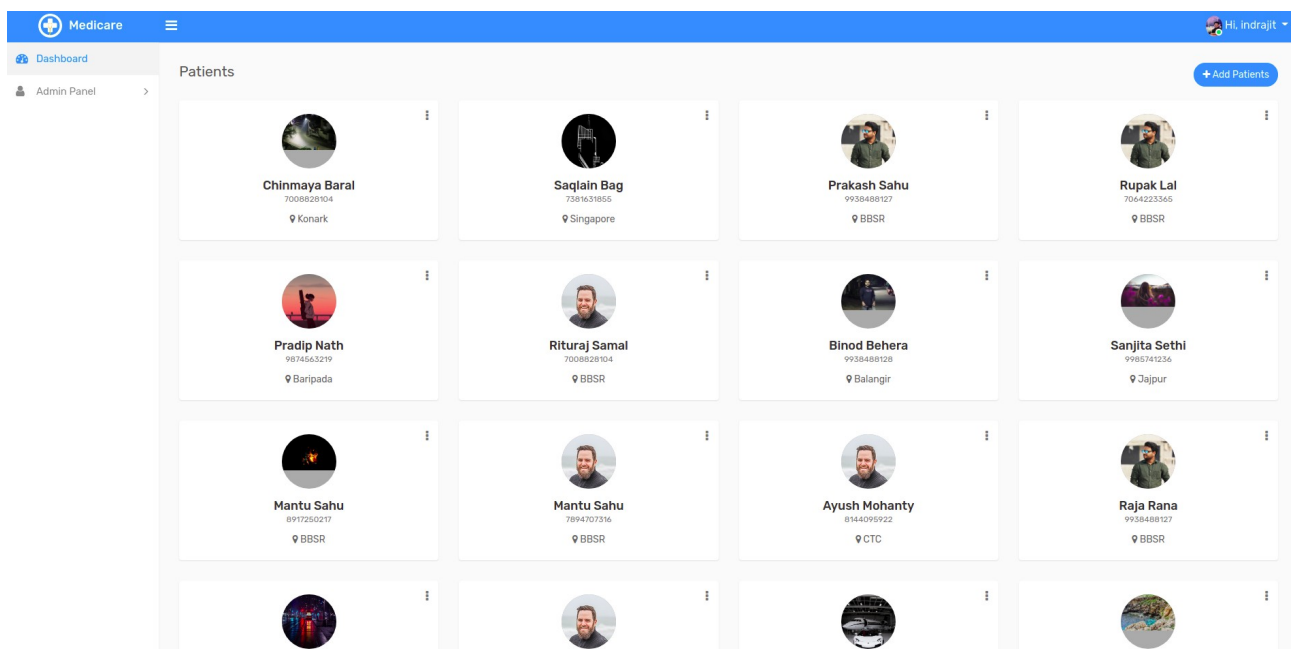 Medicare
Hi, indrajit
Dashboard
Admin Panel
Patients
+ Add Patients
Chinmaya Baral
7008828104
Konark
Saqlain Bag
7381631855
Singapore
Prakash Sahu
9938488127
BBSR
Rupak Lal
7064223365
BBSR
Pradip Nath
9874563219
Baripada
Rituraj Samal
7008828104
BBSR
Binod Behera
9938488128
Balangir
Sanjita Sethi
9985741236
Jajpur
Mantu Sahu
8917250217
BBSR
Mantu Sahu
7894707316
BBSR
Ayush Mohanty
8144095922
CTC
Raja Rana
9938488127
BBSR